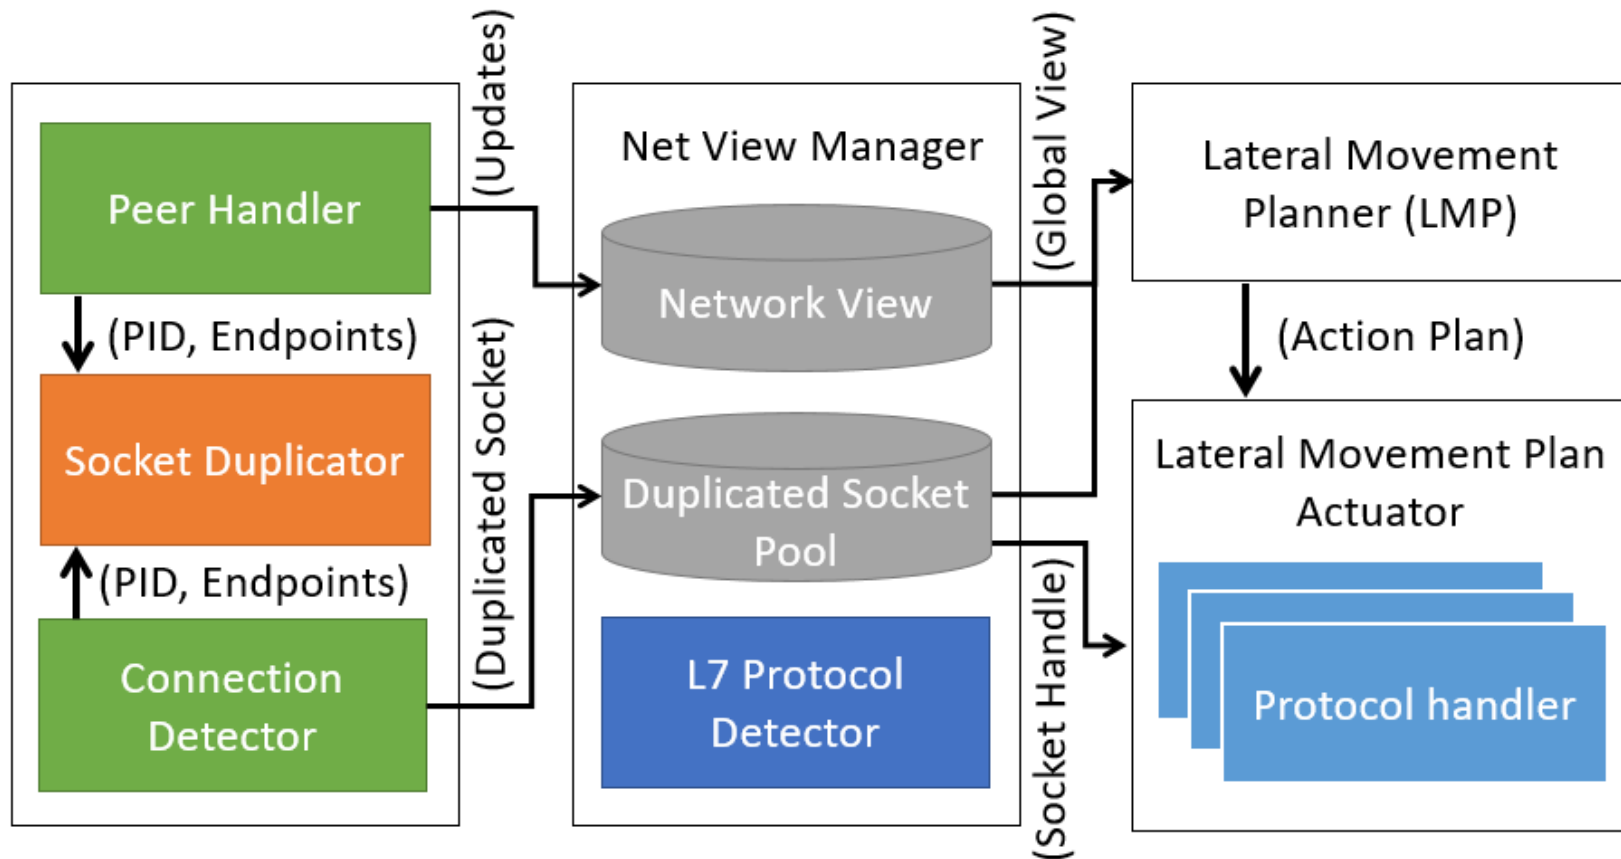 Peer Handler
(PID, Endpoints)
Socket Duplicator
(PID, Endpoints)
Connection
Detector
(Updates)
(Duplicated Socket)
Net View Manager
Network View
Duplicated Socket
Pool
L7 Protocol
Detector
(Global View)
(Socket Handle)
Lateral Movement
Planner (LMP)
(Action Plan)
Lateral Movement Plan
Actuator
Protocol handler